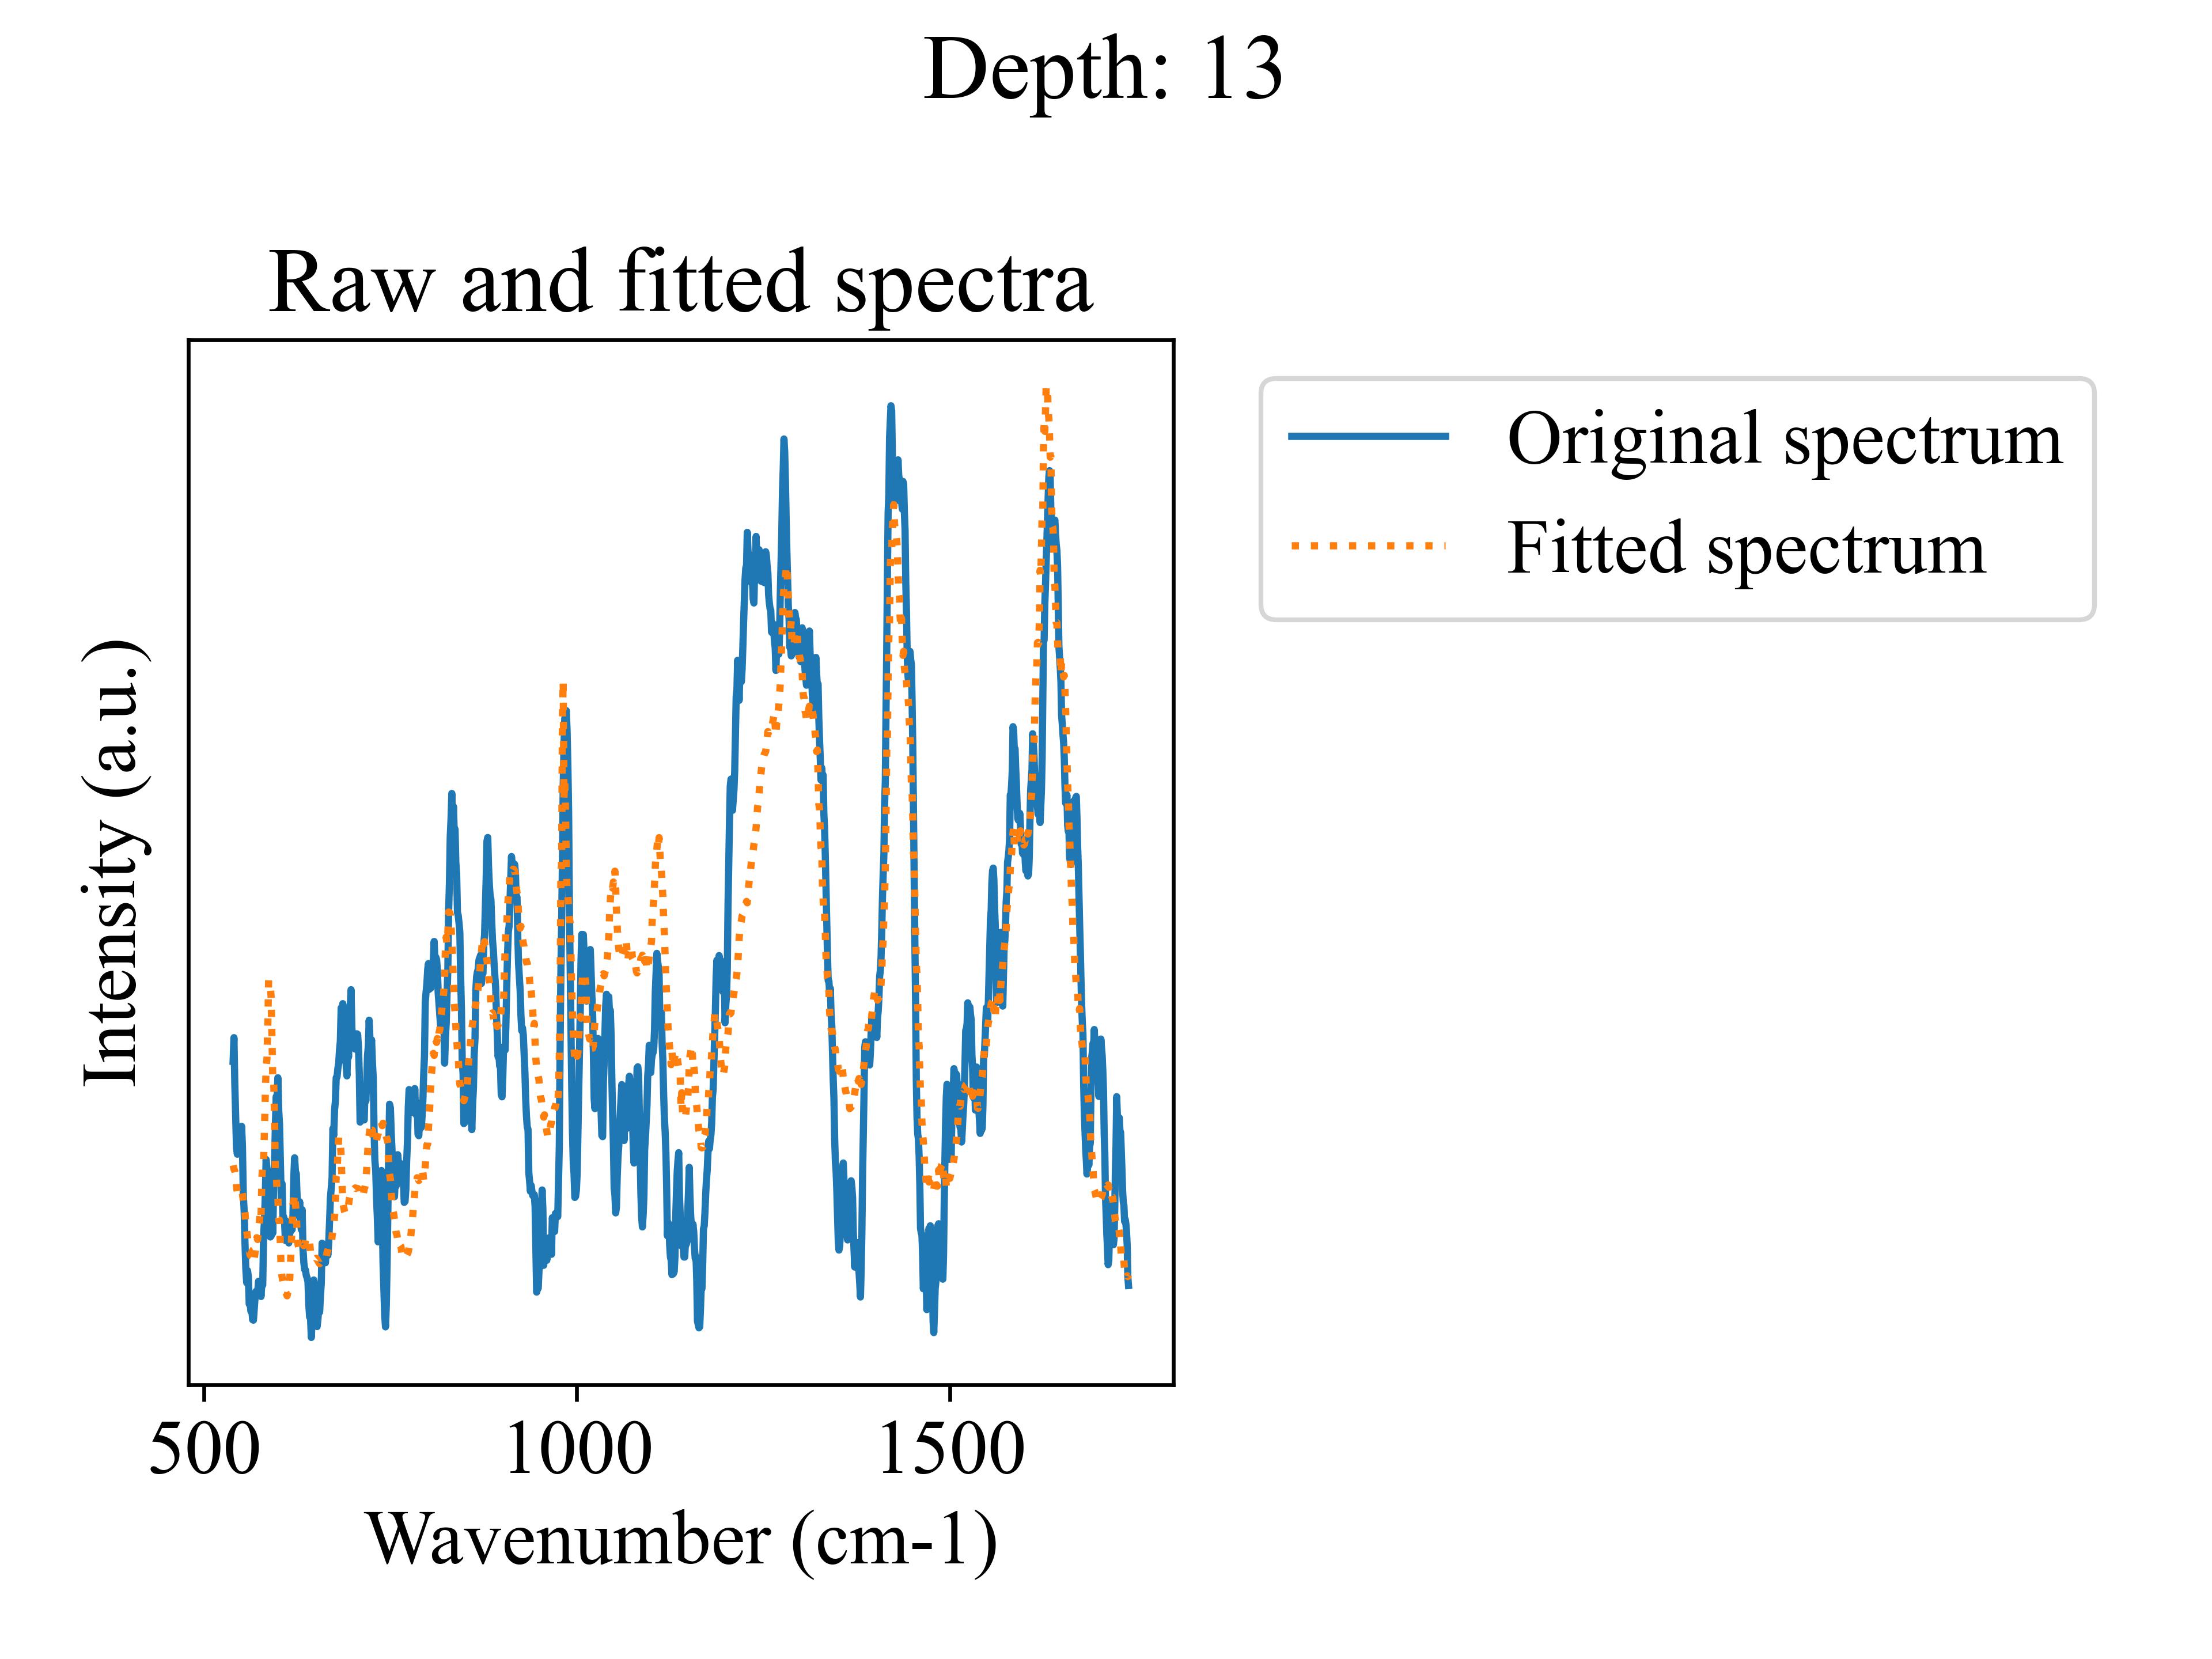 Depth: 13
Raw and fitted spectra
Original spectrum
Fitted spectrum
Intensity (a.u.)
500 1000 1500
Wavenumber (cm-1)